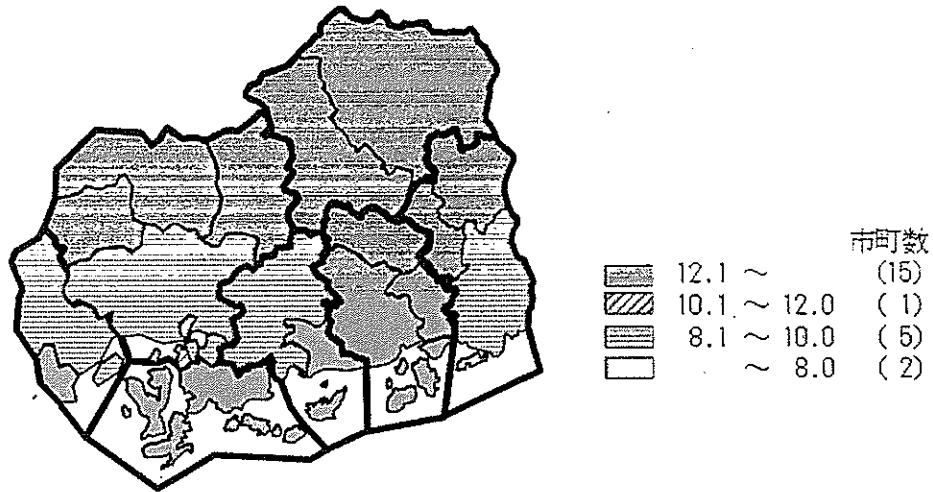 市町数
12.1 ～ (15)
10.1 ～ 12.0 ( 1)
8.1 ～ 10.0 ( 5)
～ 8.0 ( 2)